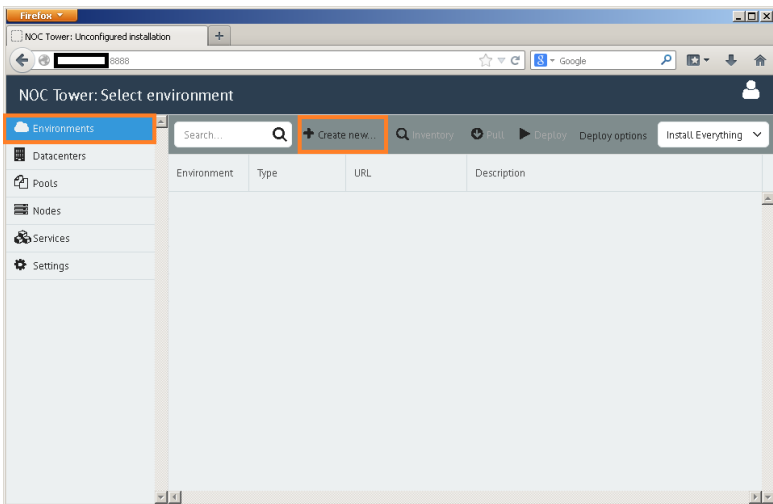 Firefox
NOC Tower: Unconfigured installation
8888
Google
NOC Tower: Select environment
Environments
Datacenters
Pools
Nodes
Services
Settings
Search...
Create new...
Inventory
Pull
Deploy
Deploy options
Install Everything
Environment Type URL Description